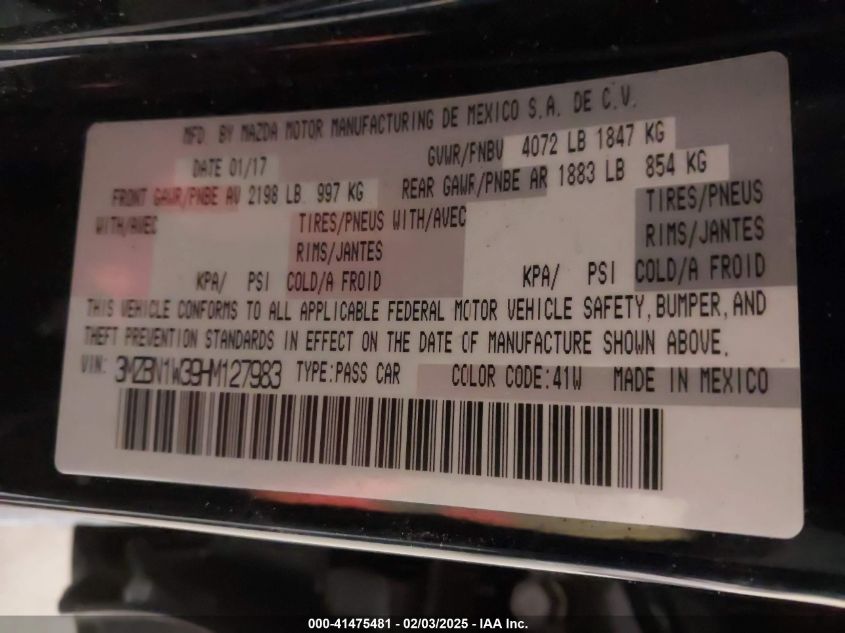 MFD. BY MAZDA MOTOR MANUFACTURING DE MEXICO S.A. DE C.V.
DATE 01/17 GVWR/FNBV 4072 LB 1847 KG
FRONT GAWR/PNBE AV 2198 LB 997 KG REAR GAWR/PNBE AR 1883 LB 854 KG
WITH/AVEC TIRES/PNEUS WITH/AVEC TIRES/PNEUS
RIMS/JANTES RIMS/JANTES
KPA/ PSI COLD/A FROID KPA/ PSI COLD/A FROID
THIS VEHICLE CONFORMS TO ALL APPLICABLE FEDERAL MOTOR VEHICLE SAFETY, BUMPER, AND
THEFT PREVENTION STANDARDS IN EFFECT ON THE DATE OF MANUFACTURE SHOWN ABOVE.
VIN: 3MZBN1W39HM127983 TYPE:PASS CAR COLOR CODE:41W MADE IN MEXICO
000-41475481 - 02/03/2025 - IAA Inc.